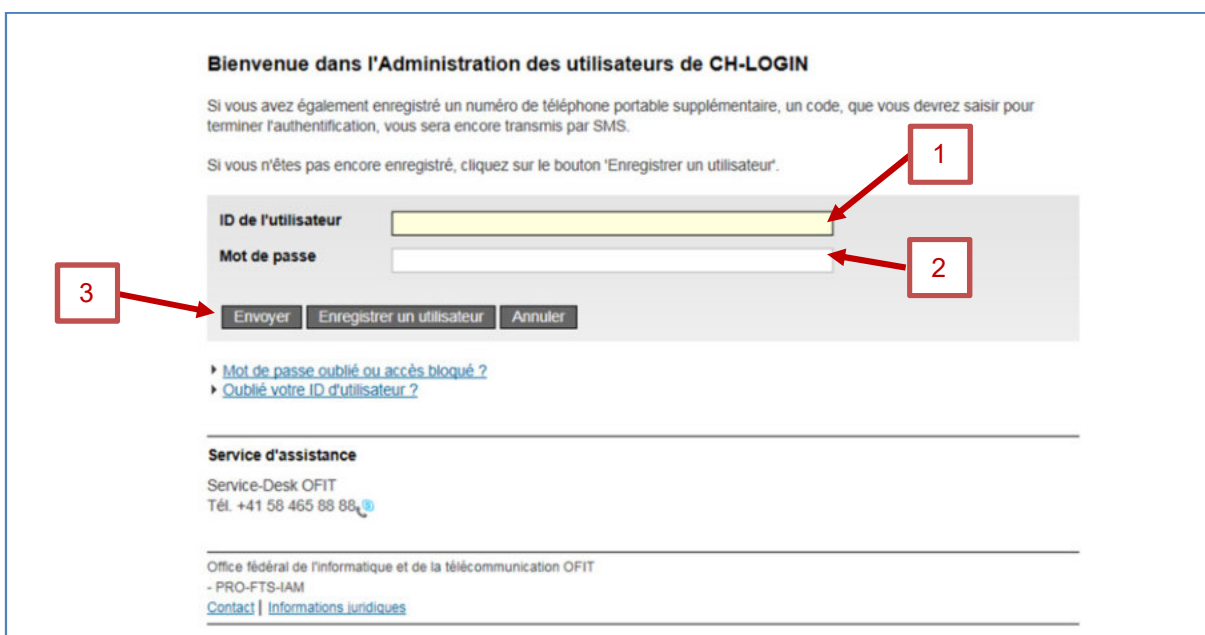 Bienvenue dans l'Administration des utilisateurs de CH-LOGIN
Si vous avez également enregistré un numéro de téléphone portable supplémentaire, un code, que vous devrez saisir pour
terminer l'authentification, vous sera encore transmis par SMS.
1
Si vous n'êtes pas encore enregistré, cliquez sur le bouton 'Enregistrer un utilisateur'.
ID de l'utilisateur
Mot de passe
2
3
Envoyer Enregistrer un utilisateur Annuler
Mot de passe oublié ou accès bloqué ?
Oublié votre ID d'utilisateur ?
Service d'assistance
Service-Desk OFIT
Tél. +41 58 465 88 88
Office fédéral de l'informatique et de la télécommunication OFIT
- PRO-FTS-IAM
Contact | Informations juridiques